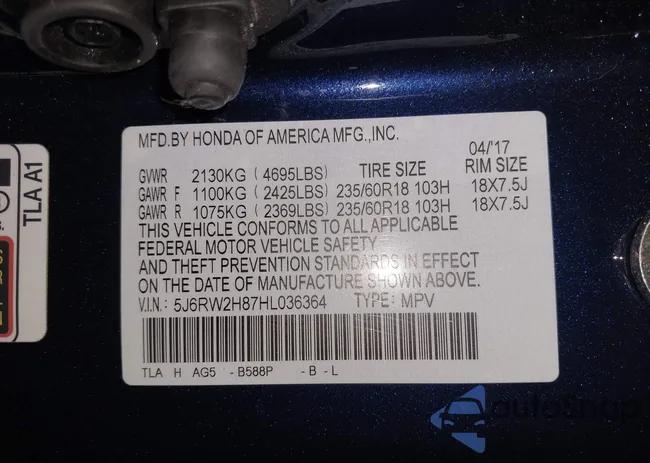 MFD.BY HONDA OF AMERICA MFG.,INC.
04/'17
GVWR 2130KG (4695LBS) TIRE SIZE RIM SIZE
GAWR F 1100KG (2425LBS) 235/60R18 103H 18X7.5J
GAWR R 1075KG (2369LBS) 235/60R18 103H 18X7.5J
THIS VEHICLE CONFORMS TO ALL APPLICABLE
FEDERAL MOTOR VEHICLE SAFETY
AND THEFT PREVENTION STANDARDS IN EFFECT
ON THE DATE OF MANUFACTURE SHOWN ABOVE.
V.I.N.: 5J6RW2H87HL036364 TYPE: MPV
TLA H AG5 -B588P -B -L
TLA A1
autoSnap